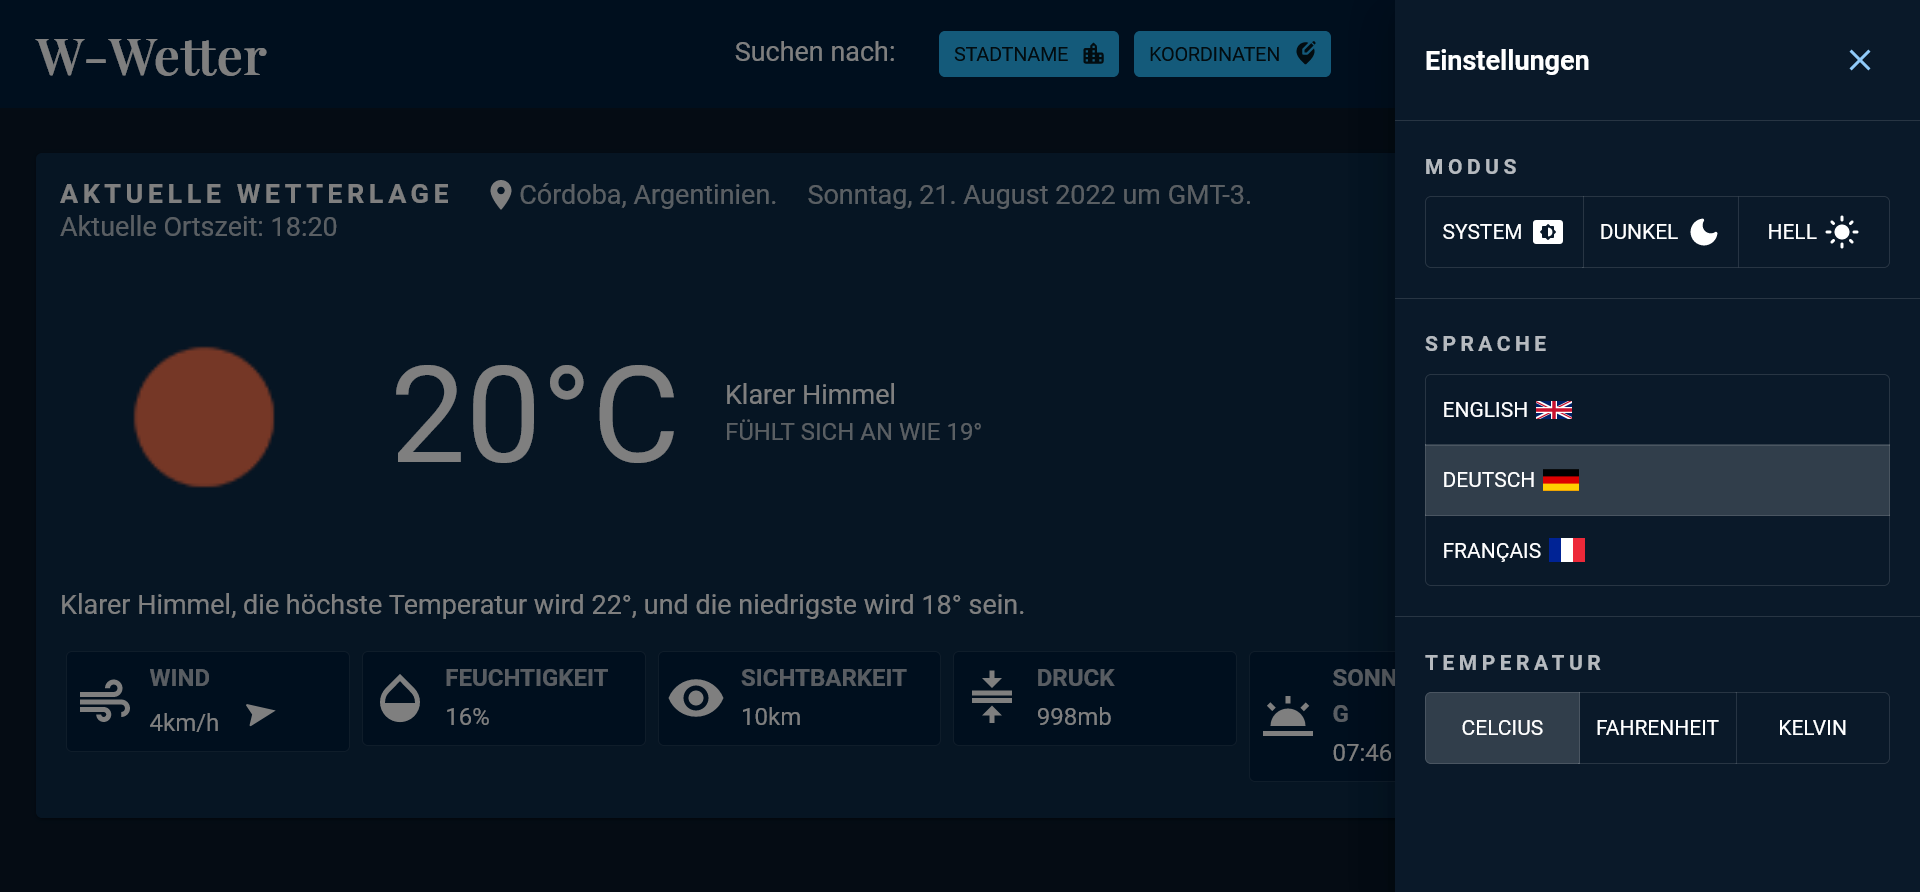 W-Wetter
Suchen nach:
STADTNAME
KOORDINATEN
AKTUELLE WETTERLAGE
Córdoba, Argentinien.
Sonntag, 21. August 2022 um GMT-3.
Aktuelle Ortszeit: 18:20
20°C
Klarer Himmel
FÜHLT SICH AN WIE 19°
Klarer Himmel, die höchste Temperatur wird 22°, und die niedrigste wird 18° sein.
WIND
4km/h
FEUCHTIGKEIT
16%
SICHTBARKEIT
10km
DRUCK
998mb
SONN
G
07:46
Einstellungen
MODUS
SYSTEM
DUNKEL
HELL
SPRACHE
ENGLISH
DEUTSCH
FRANÇAIS
TEMPERATUR
CELCIUS
FAHRENHEIT
KELVIN